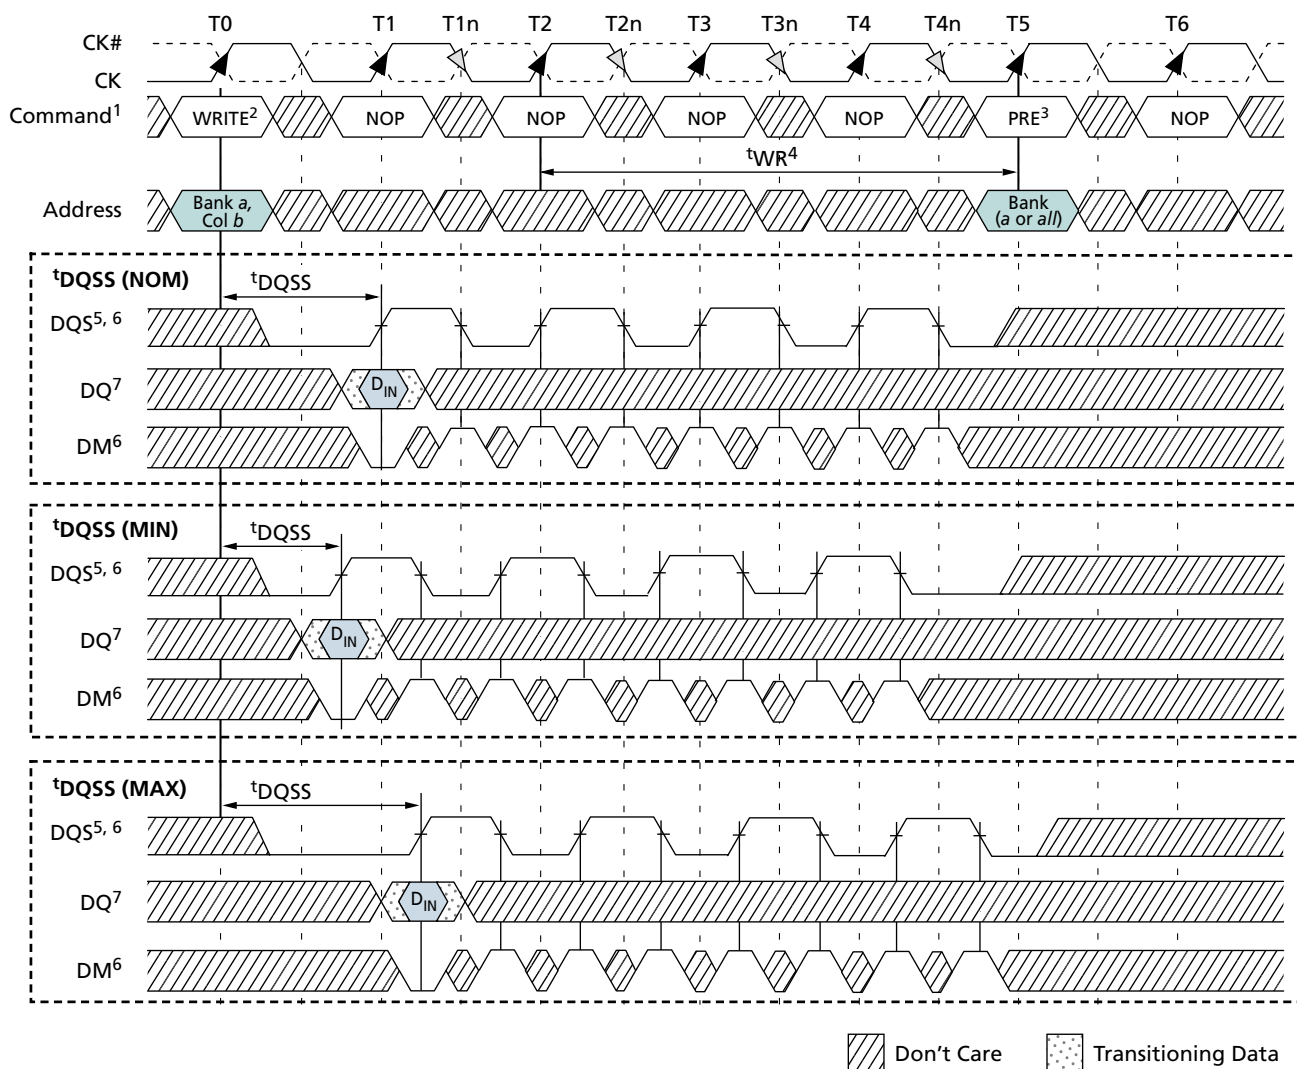 T0 T1 T1n T2 T2n T3 T3n T4 T4n T5 T6
CK#
CK
Command1 WRITE2 NOP NOP NOP NOP PRE3 NOP
tWR4
Address Bank a, Col b Bank (a or all)
tDQSS (NOM)
tDQSS
DQS5, 6
DQ7 DIN
DM6
tDQSS (MIN)
tDQSS
DQS5, 6
DQ7 DIN
DM6
tDQSS (MAX)
tDQSS
DQS5, 6
DQ7 DIN
DM6
Don't Care Transitioning Data